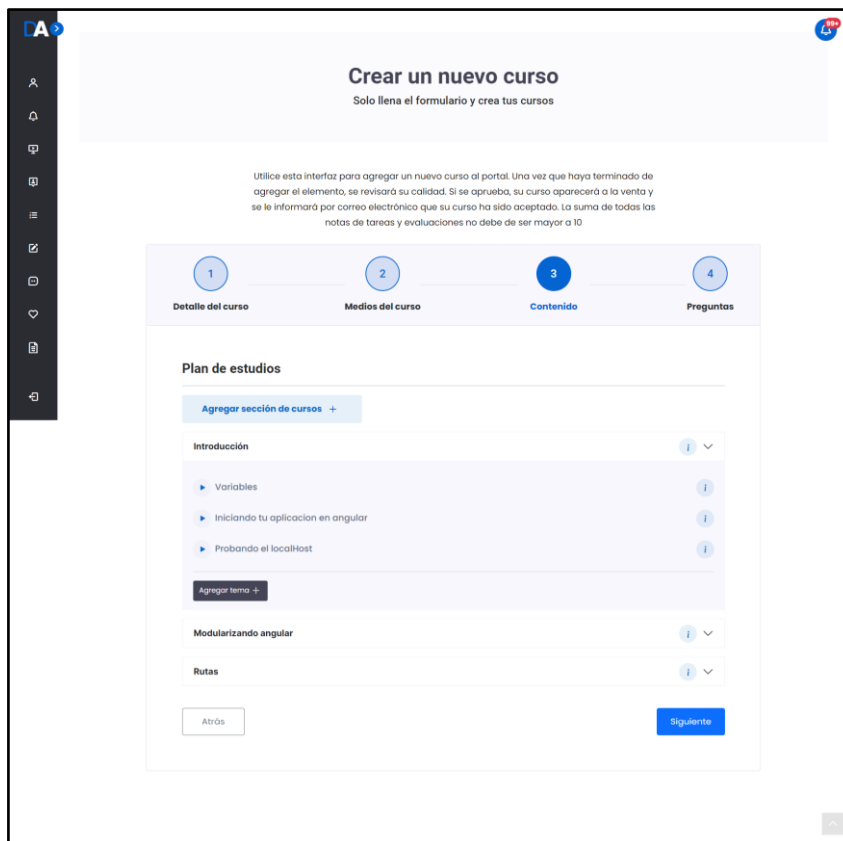 DA
99+
Crear un nuevo curso
Solo llena el formulario y crea tus cursos
Utilice esta interfaz para agregar un nuevo curso al portal. Una vez que haya terminado de
agregar el elemento, se revisará su calidad. Si se aprueba, su curso aparecerá a la venta y
se le informará por correo electrónico que su curso ha sido aceptado. La suma de todas las
notas de tareas y evaluaciones no debe de ser mayor a 10
1 2 3 4
Detalle del curso Medios del curso Contenido Preguntas
Plan de estudios
Agregar sección de cursos +
Introducción i
Variables i
Iniciando tu aplicacion en angular i
Probando el localHost i
Agregar tema +
Modularizando angular i
Rutas i
Atrás Siguiente